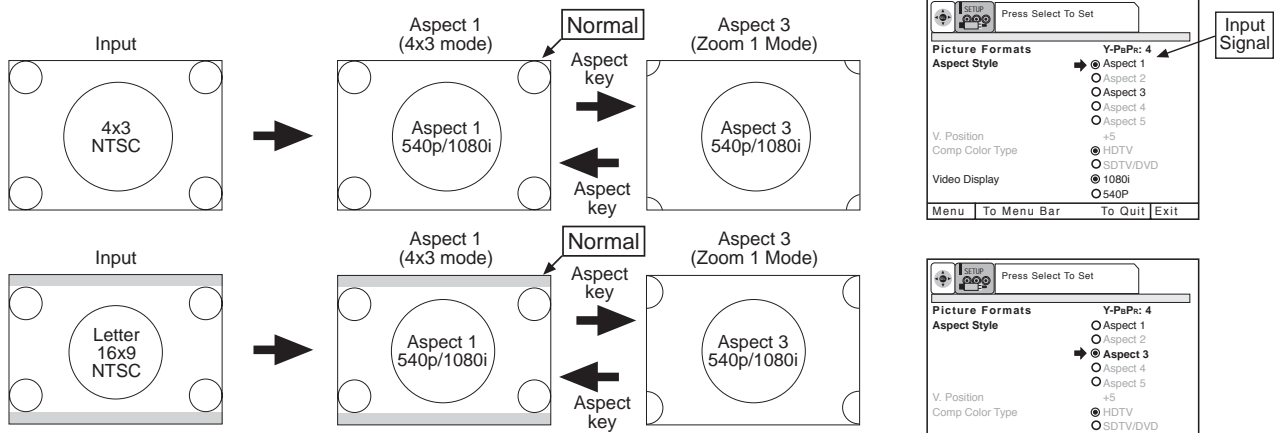 Input
4x3
NTSC
Aspect 1
(4x3 mode)
Normal
Aspect 1
540p/1080i
Aspect
key
Aspect
key
Aspect 3
(Zoom 1 Mode)
Aspect 3
540p/1080i
SETUP
Press Select To Set
Input
Signal
Picture Formats Y-PBPR: 4
Aspect Style Aspect 1
Aspect 2
Aspect 3
Aspect 4
Aspect 5
V. Position +5
Comp Color Type HDTV
SDTV/DVD
Video Display 1080i
540P
Menu To Menu Bar To Quit Exit
Input
Letter
16x9
NTSC
Aspect 1
(4x3 mode)
Normal
Aspect 1
540p/1080i
Aspect
key
Aspect
key
Aspect 3
(Zoom 1 Mode)
Aspect 3
540p/1080i
SETUP
Press Select To Set
Picture Formats Y-PBPR: 4
Aspect Style Aspect 1
Aspect 2
Aspect 3
Aspect 4
Aspect 5
V. Position +5
Comp Color Type HDTV
SDTV/DVD